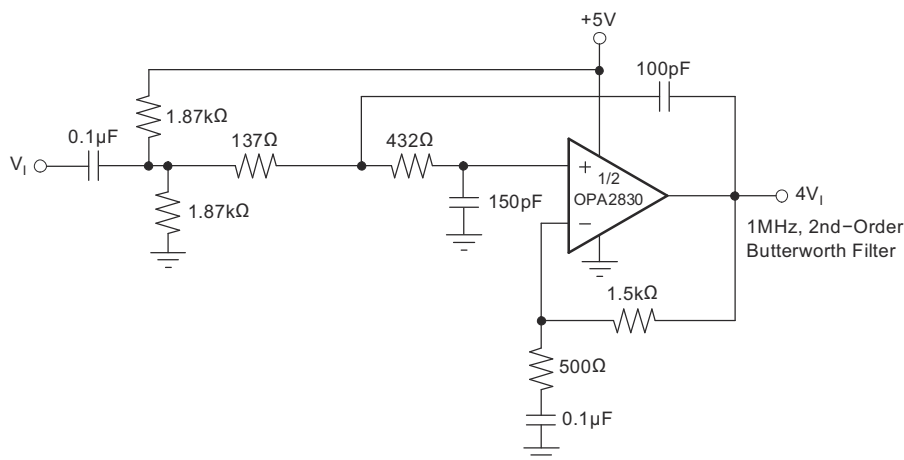 +5V
100pF
1.87kΩ
0.1µF
137Ω
432Ω
V_I
+
1/2
OPA2830
−
150pF
4V_I
1.87kΩ
1MHz, 2nd−Order
Butterworth Filter
1.5kΩ
500Ω
0.1µF